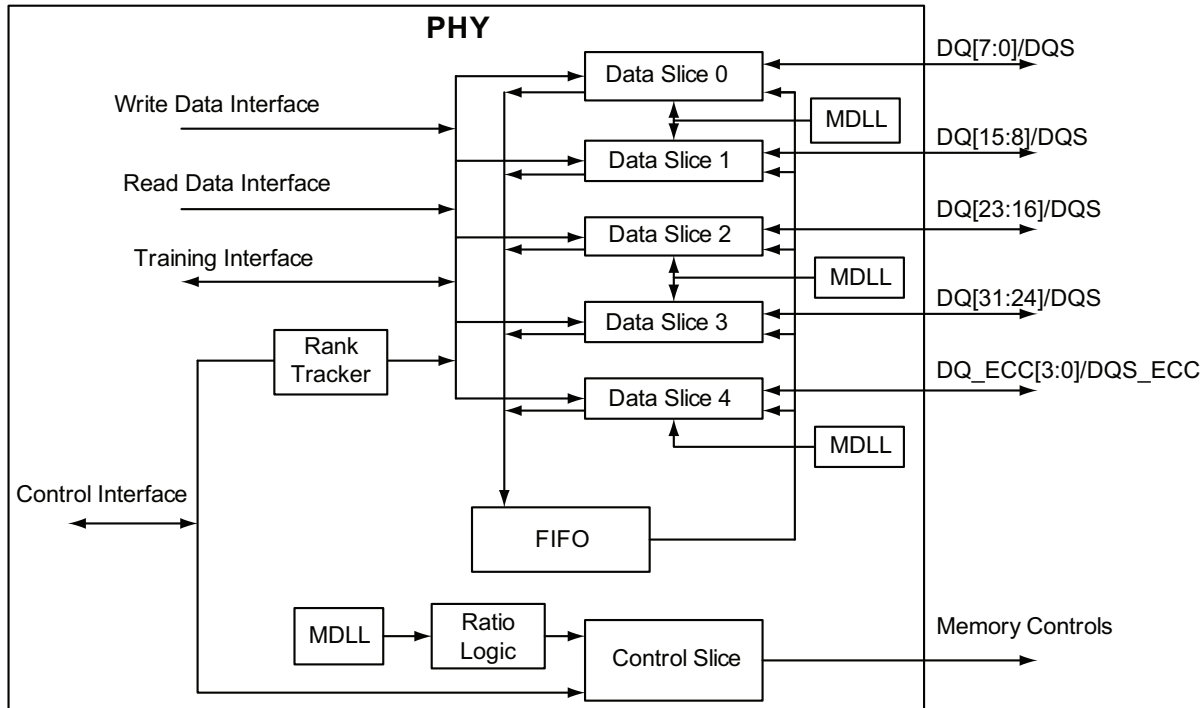 PHY
DQ[7:0]/DQS
Data Slice 0
Write Data Interface
MDLL
DQ[15:8]/DQS
Data Slice 1
Read Data Interface
DQ[23:16]/DQS
Data Slice 2
Training Interface
MDLL
DQ[31:24]/DQS
Data Slice 3
Rank
Tracker
DQ_ECC[3:0]/DQS_ECC
Data Slice 4
MDLL
Control Interface
FIFO
MDLL
Ratio
Logic
Control Slice
Memory Controls